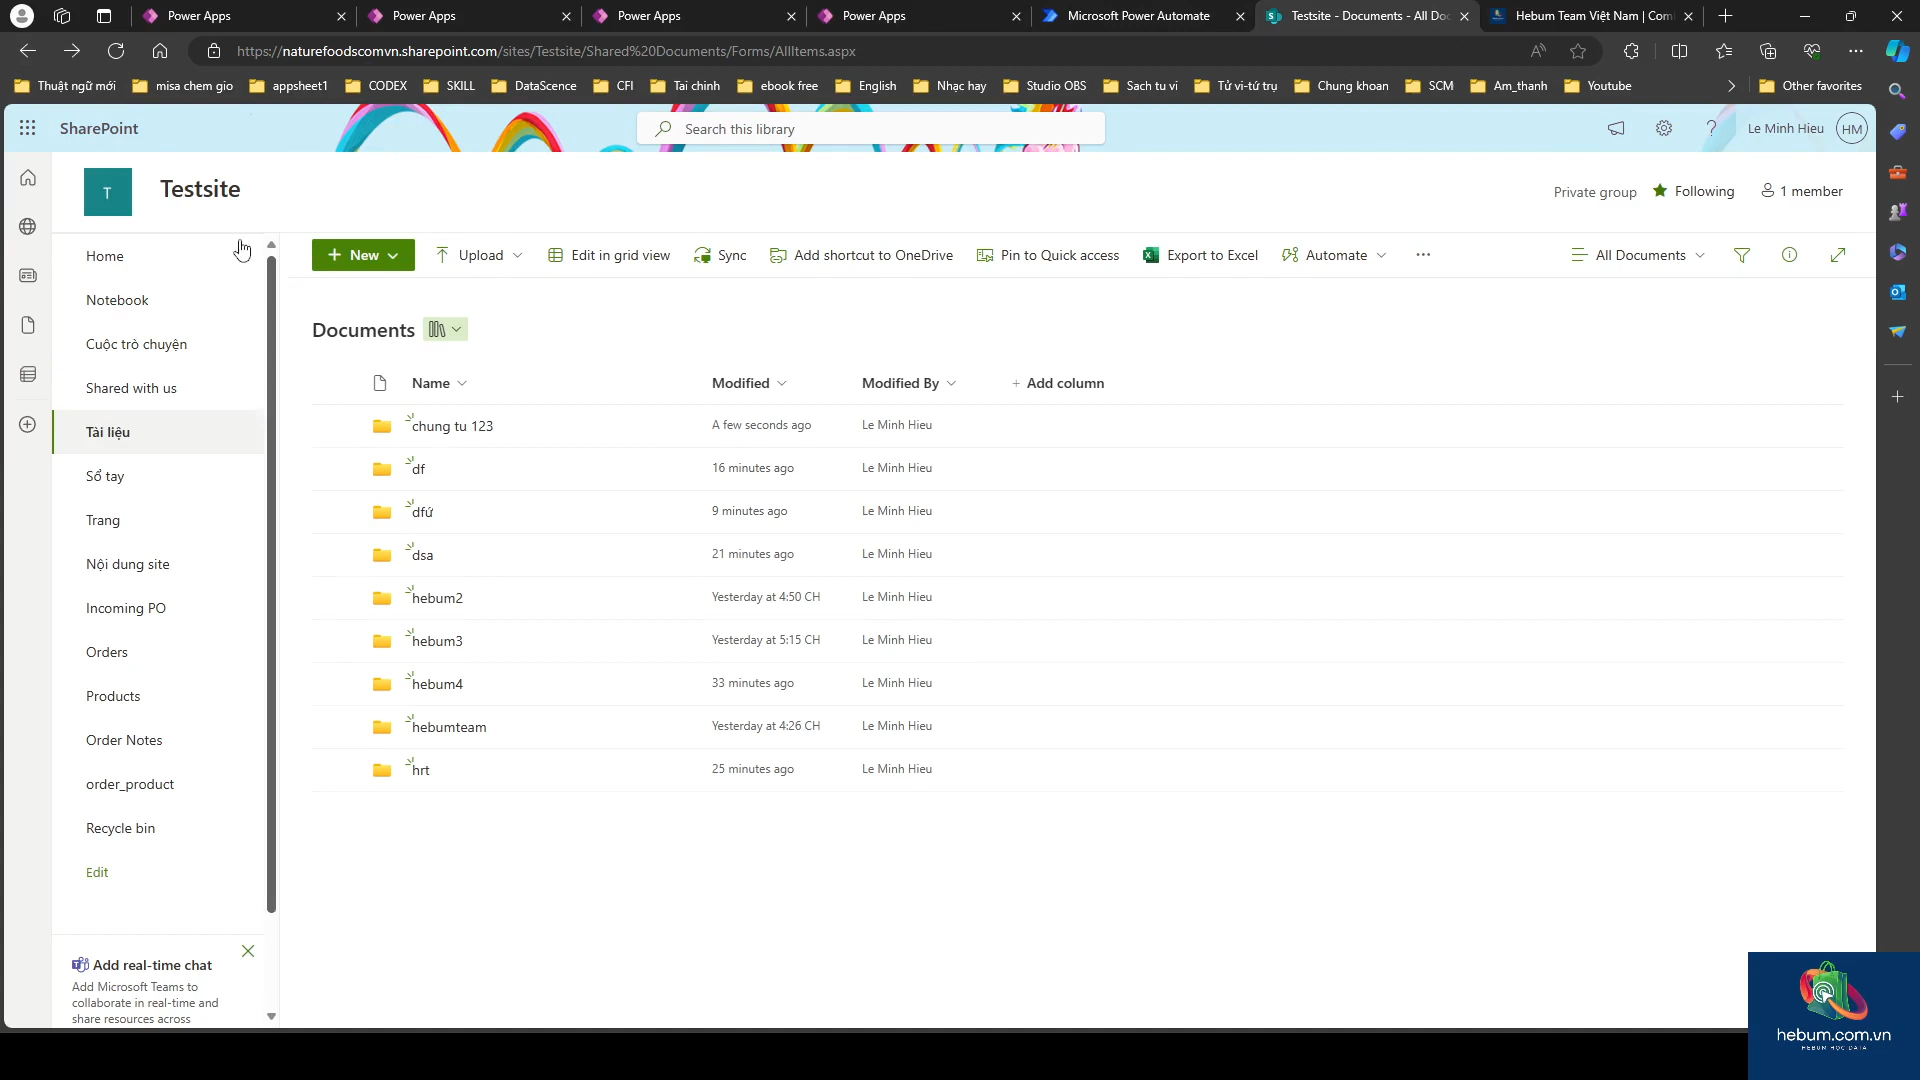 Power Apps
Power Apps
Power Apps
Power Apps
Microsoft Power Automate
Testsite - Documents - All Doc
Hebum Team Việt Nam | Com
https://naturefoodscomvn.sharepoint.com/sites/Testsite/Shared%20Documents/Forms/AllItems.aspx
Thuật ngữ mới
misa chem gio
appsheet1
CODEX
SKILL
DataScence
CFI
Tai chinh
ebook free
English
Nhạc hay
Studio OBS
Sach tu vi
Tử vi-tứ trụ
Chung khoan
SCM
Am_thanh
Youtube
Other favorites
SharePoint
Search this library
Le Minh Hieu
HM
T
Testsite
Private group
Following
1 member
Home
Notebook
Cuộc trò chuyện
Shared with us
Tài liệu
Sổ tay
Trang
Nội dung site
Incoming PO
Orders
Products
Order Notes
order_product
Recycle bin
Edit
Add real-time chat
Add Microsoft Teams to
collaborate in real-time and
share resources across
New
Upload
Edit in grid view
Sync
Add shortcut to OneDrive
Pin to Quick access
Export to Excel
Automate
All Documents
Documents
Name Modified Modified By + Add column
chung tu 123 A few seconds ago Le Minh Hieu
df 16 minutes ago Le Minh Hieu
dfứ 9 minutes ago Le Minh Hieu
dsa 21 minutes ago Le Minh Hieu
hebum2 Yesterday at 4:50 CH Le Minh Hieu
hebum3 Yesterday at 5:15 CH Le Minh Hieu
hebum4 33 minutes ago Le Minh Hieu
hebumteam Yesterday at 4:26 CH Le Minh Hieu
hrt 25 minutes ago Le Minh Hieu
hebum.com.vn
HEBUM HOC DATA